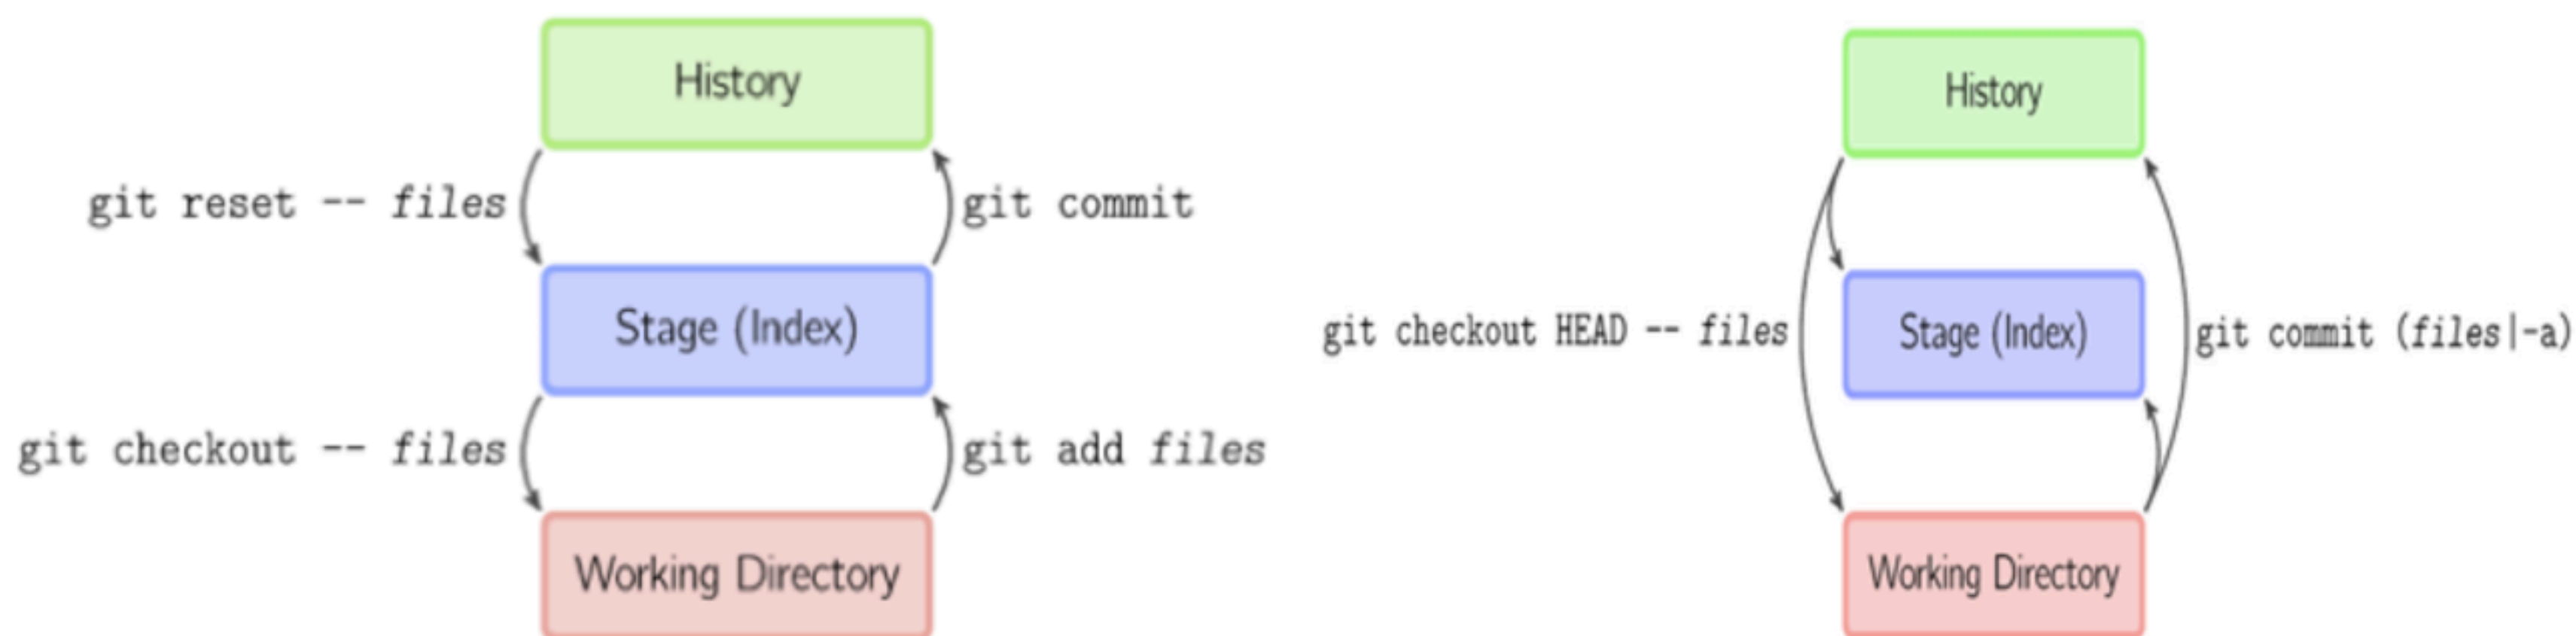 History
git reset -- files
git commit
Stage (Index)
git checkout -- files
git add files
Working Directory
History
git checkout HEAD -- files
Stage (Index)
git commit (files|-a)
Working Directory